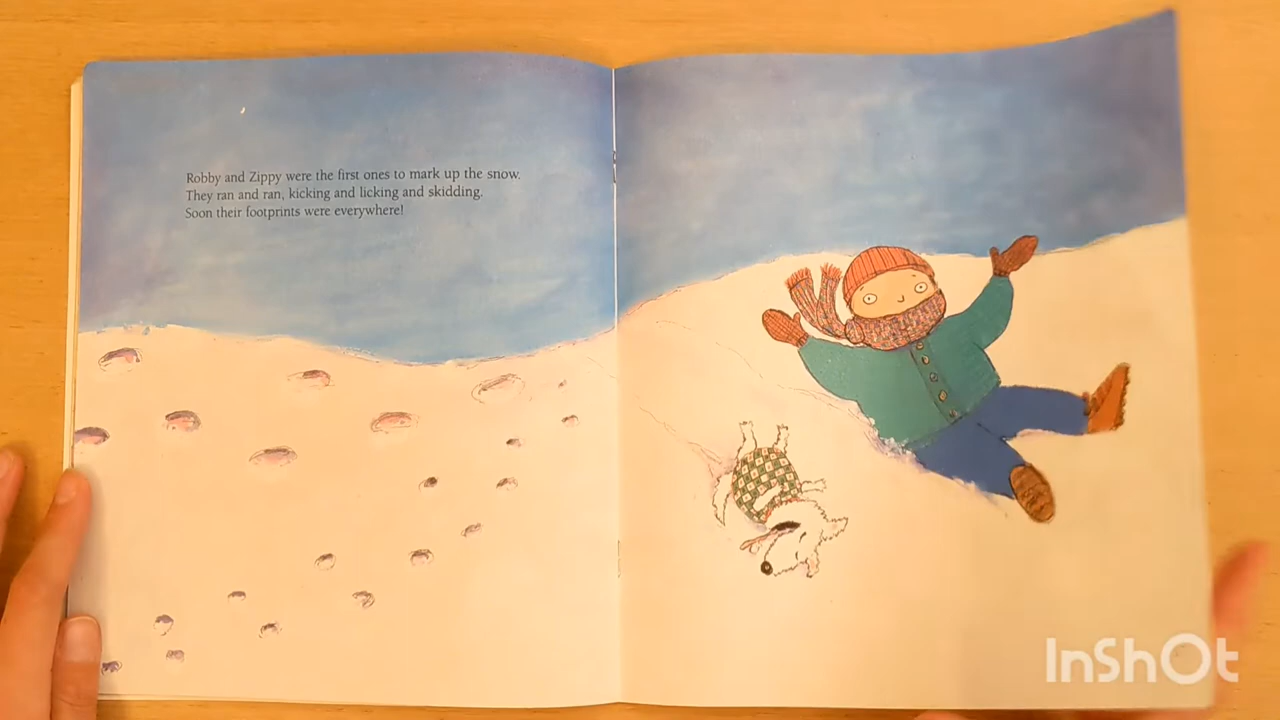 Robby and Zippy were the first ones to mark up the snow.
They ran and ran, kicking and licking and skidding.
Soon their footprints were everywhere!
InShOt